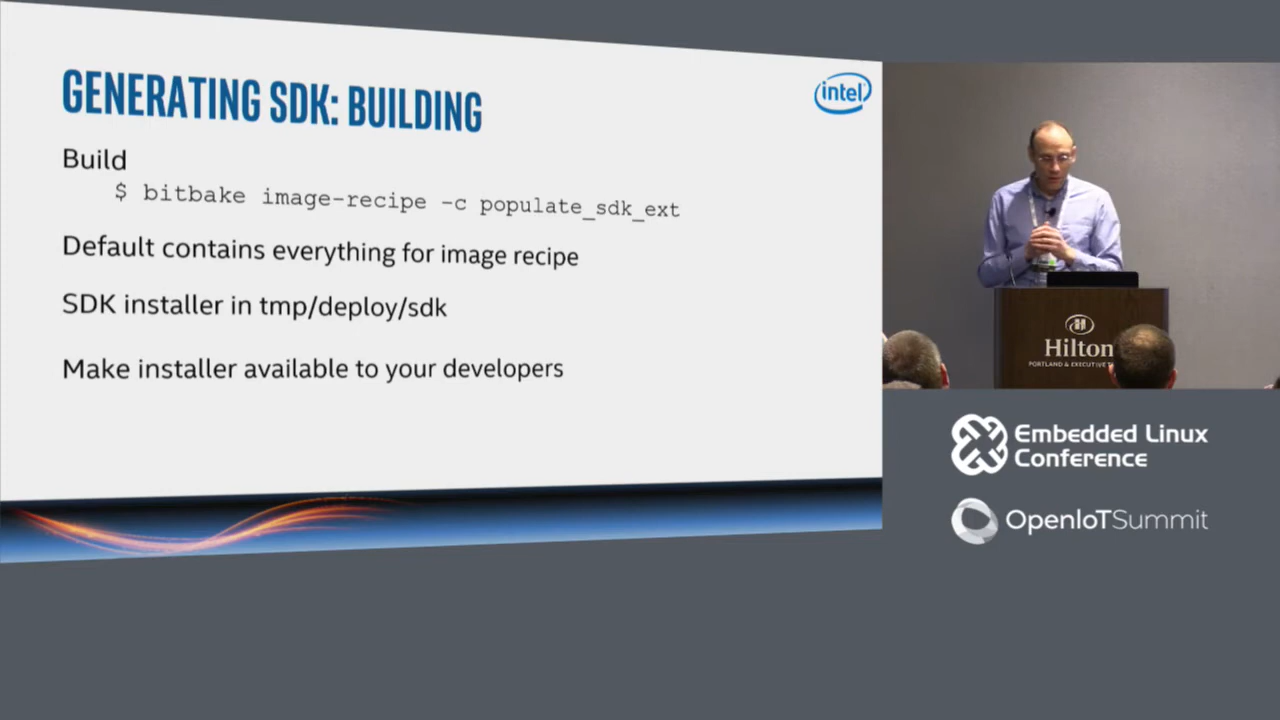 GENERATING SDK: BUILDING
intel
Build
$ bitbake image-recipe -c populate_sdk_ext
Default contains everything for image recipe
SDK installer in tmp/deploy/sdk
Make installer available to your developers
Hilton
PORTLAND & EXECUTIVE
Embedded Linux
Conference
OpenIoTSummit